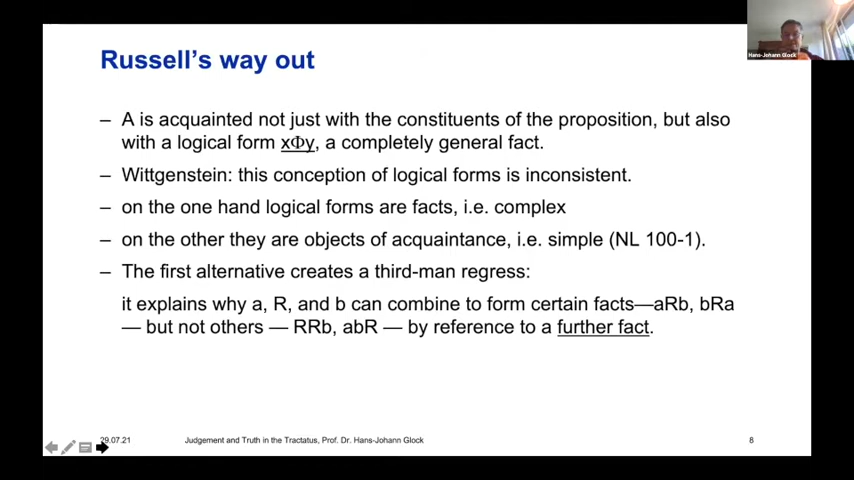 Russell's way out
– A is acquainted not just with the constituents of the proposition, but also
with a logical form xΦy, a completely general fact.
– Wittgenstein: this conception of logical forms is inconsistent.
– on the one hand logical forms are facts, i.e. complex
– on the other they are objects of acquaintance, i.e. simple (NL 100-1).
– The first alternative creates a third-man regress:
it explains why a, R, and b can combine to form certain facts—aRb, bRa
— but not others — RRb, abR — by reference to a further fact.
29.07.21
Judgement and Truth in the Tractatus, Prof. Dr. Hans-Johann Glock
8
Hans-Johann Glock